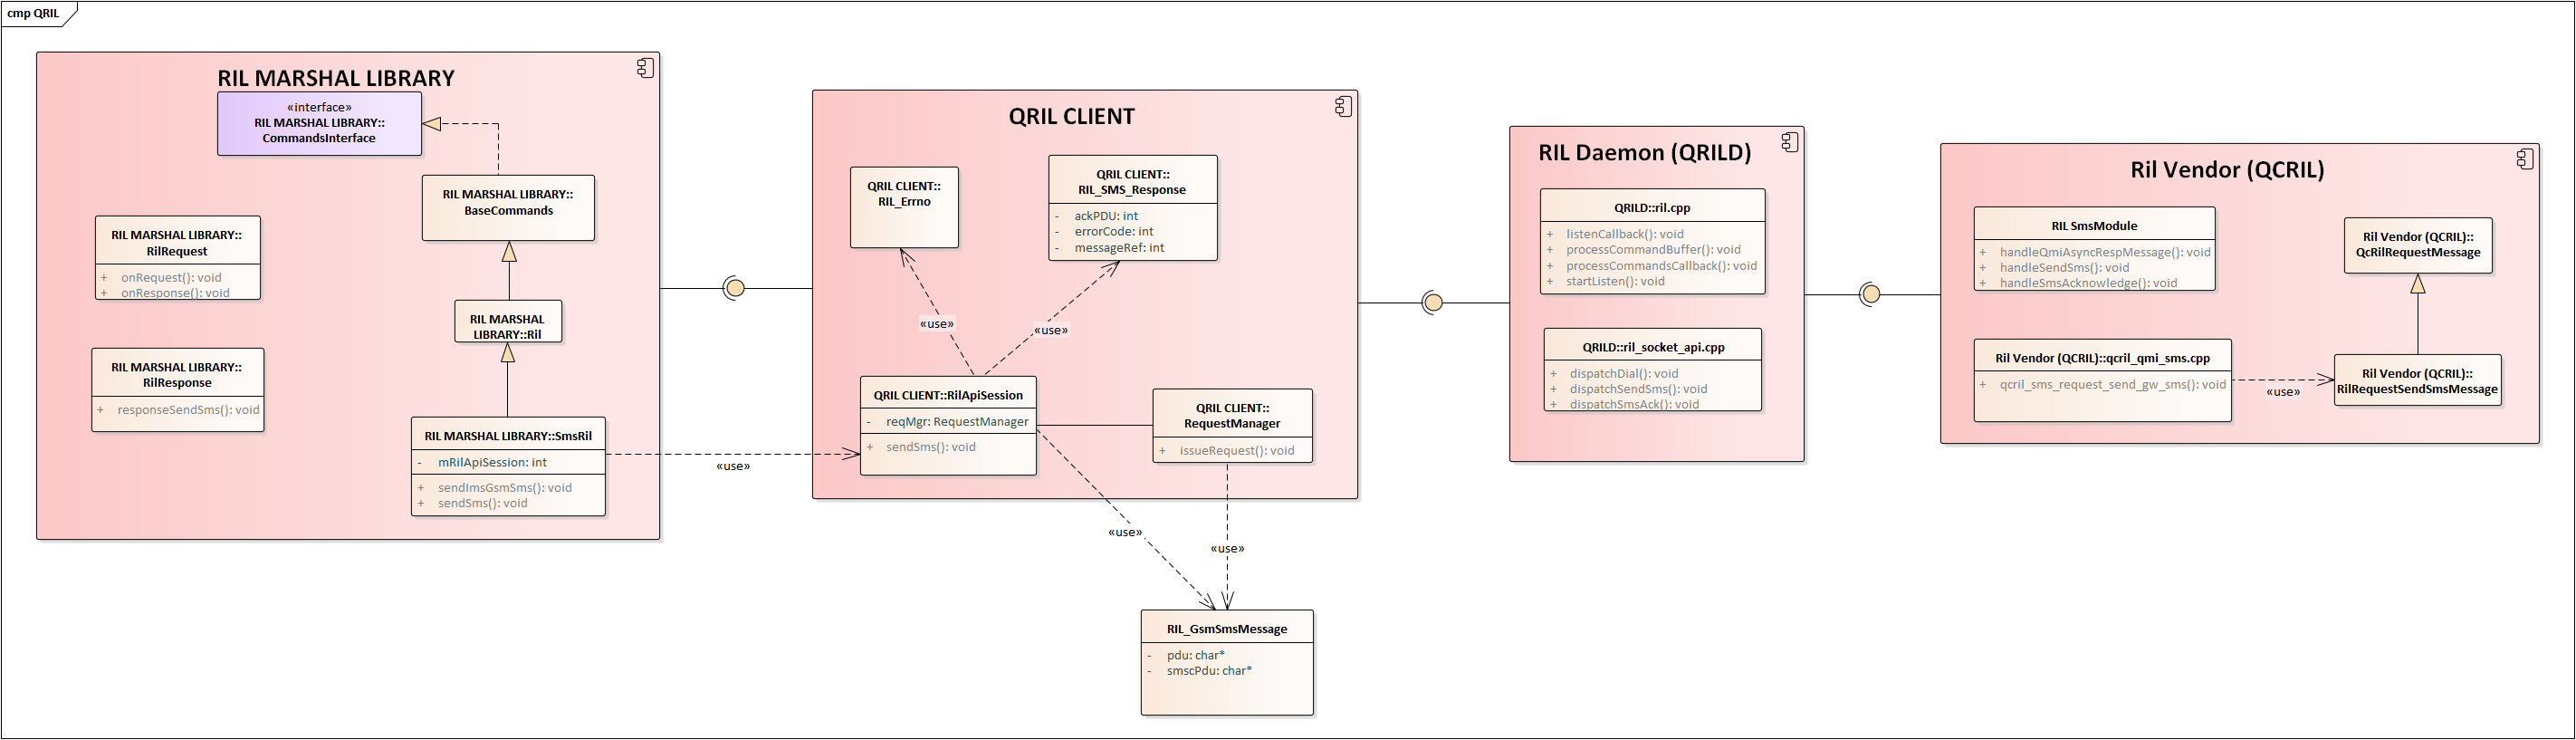 cmp QRIL
RIL MARSHAL LIBRARY
«interface»
RIL MARSHAL LIBRARY::
CommandsInterface
RIL MARSHAL LIBRARY::
BaseCommands
RIL MARSHAL LIBRARY::
RilRequest
+ onRequest(): void
+ onResponse(): void
RIL MARSHAL
LIBRARY::Ril
RIL MARSHAL LIBRARY::
RilResponse
+ responseSendSms(): void
RIL MARSHAL LIBRARY::SmsRil
- mRilApiSession: int
+ sendImsGsmSms(): void
+ sendSms(): void
«use»
QRIL CLIENT
QRIL CLIENT::
RIL_Errno
QRIL CLIENT::
RIL_SMS_Response
- ackPDU: int
- errorCode: int
- messageRef: int
«use»
«use»
QRIL CLIENT::RilApiSession
- reqMgr: RequestManager
+ sendSms(): void
QRIL CLIENT::
RequestManager
+ issueRequest(): void
«use»
«use»
RIL_GsmSmsMessage
- pdu: char*
- smscPdu: char*
RIL Daemon (QRILD)
QRILD::ril.cpp
+ listenCallback(): void
+ processCommandBuffer(): void
+ processCommandsCallback(): void
+ startListen(): void
QRILD::ril_socket_api.cpp
+ dispatchDial(): void
+ dispatchSendSms(): void
+ dispatchSmsAck(): void
Ril Vendor (QCRIL)
RIL SmsModule
+ handleQmiAsyncRespMessage(): void
+ handleSendSms(): void
+ handleSmsAcknowledge(): void
Ril Vendor (QCRIL)::
QcRilRequestMessage
Ril Vendor (QCRIL)::qcril_qmi_sms.cpp
+ qcril_sms_request_send_gw_sms(): void
«use»
Ril Vendor (QCRIL)::
RilRequestSendSmsMessage